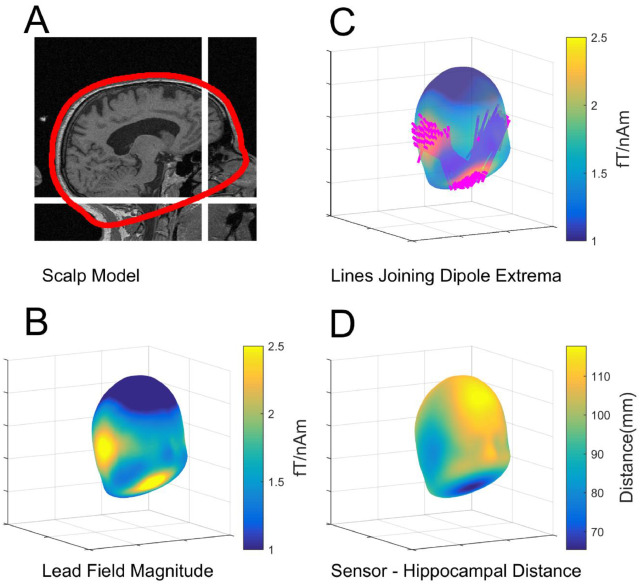 A
Scalp Model
C
2.5
2
1.5
1
fT/nAm
Lines Joining Dipole Extrema
B
2.5
2
1.5
1
fT/nAm
Lead Field Magnitude
D
110
100
90
80
70
Distance(mm)
Sensor - Hippocampal Distance